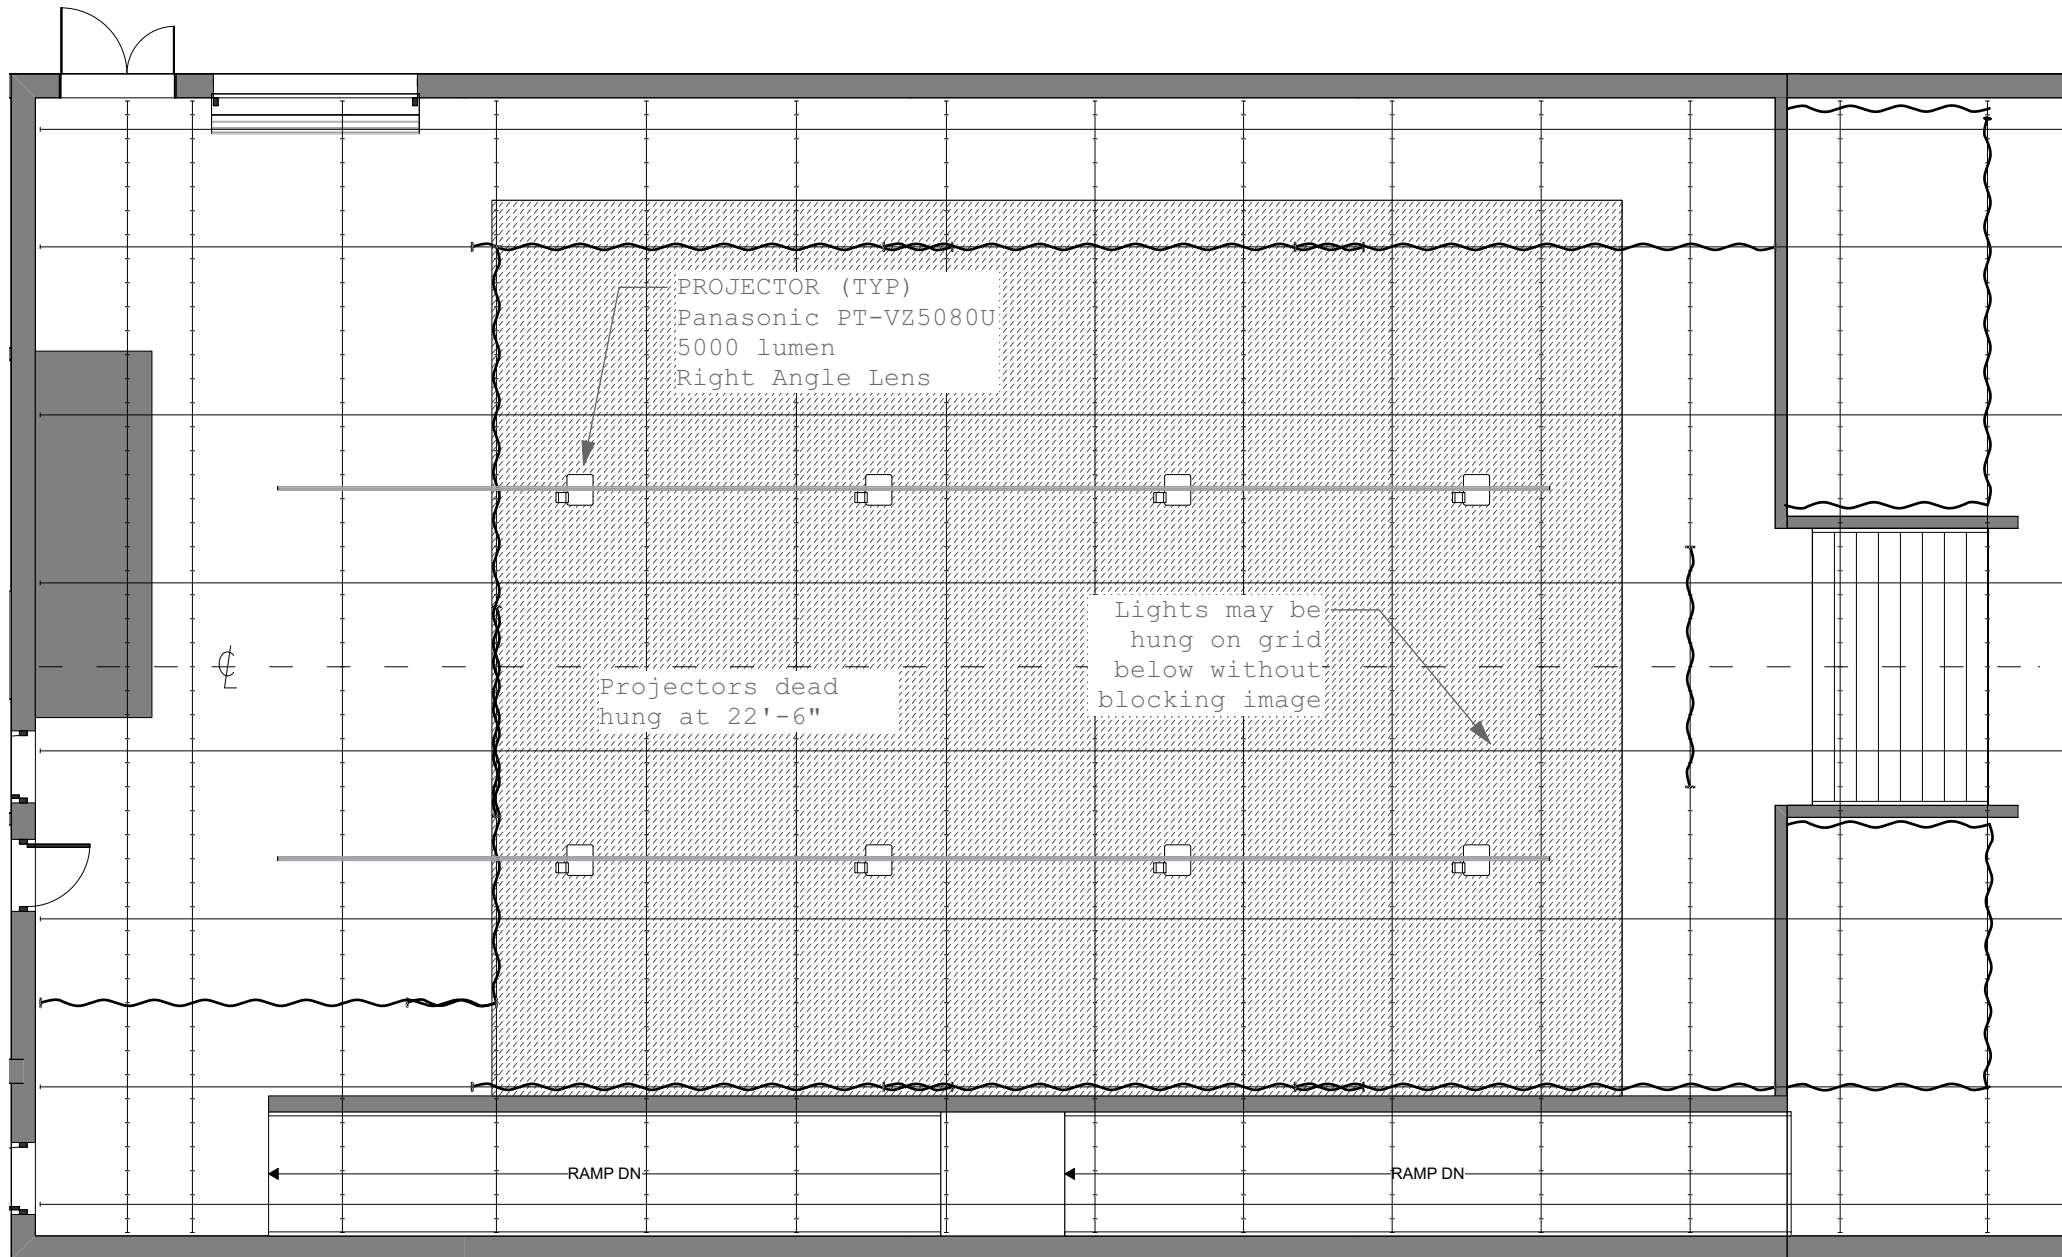 PROJECTOR (TYP)
Panasonic PT-VZ5080U
5000 lumen
Right Angle Lens
Lights may be
hung on grid
below without
blocking image
℄
Projectors dead
hung at 22'-6"
RAMP DN
RAMP DN